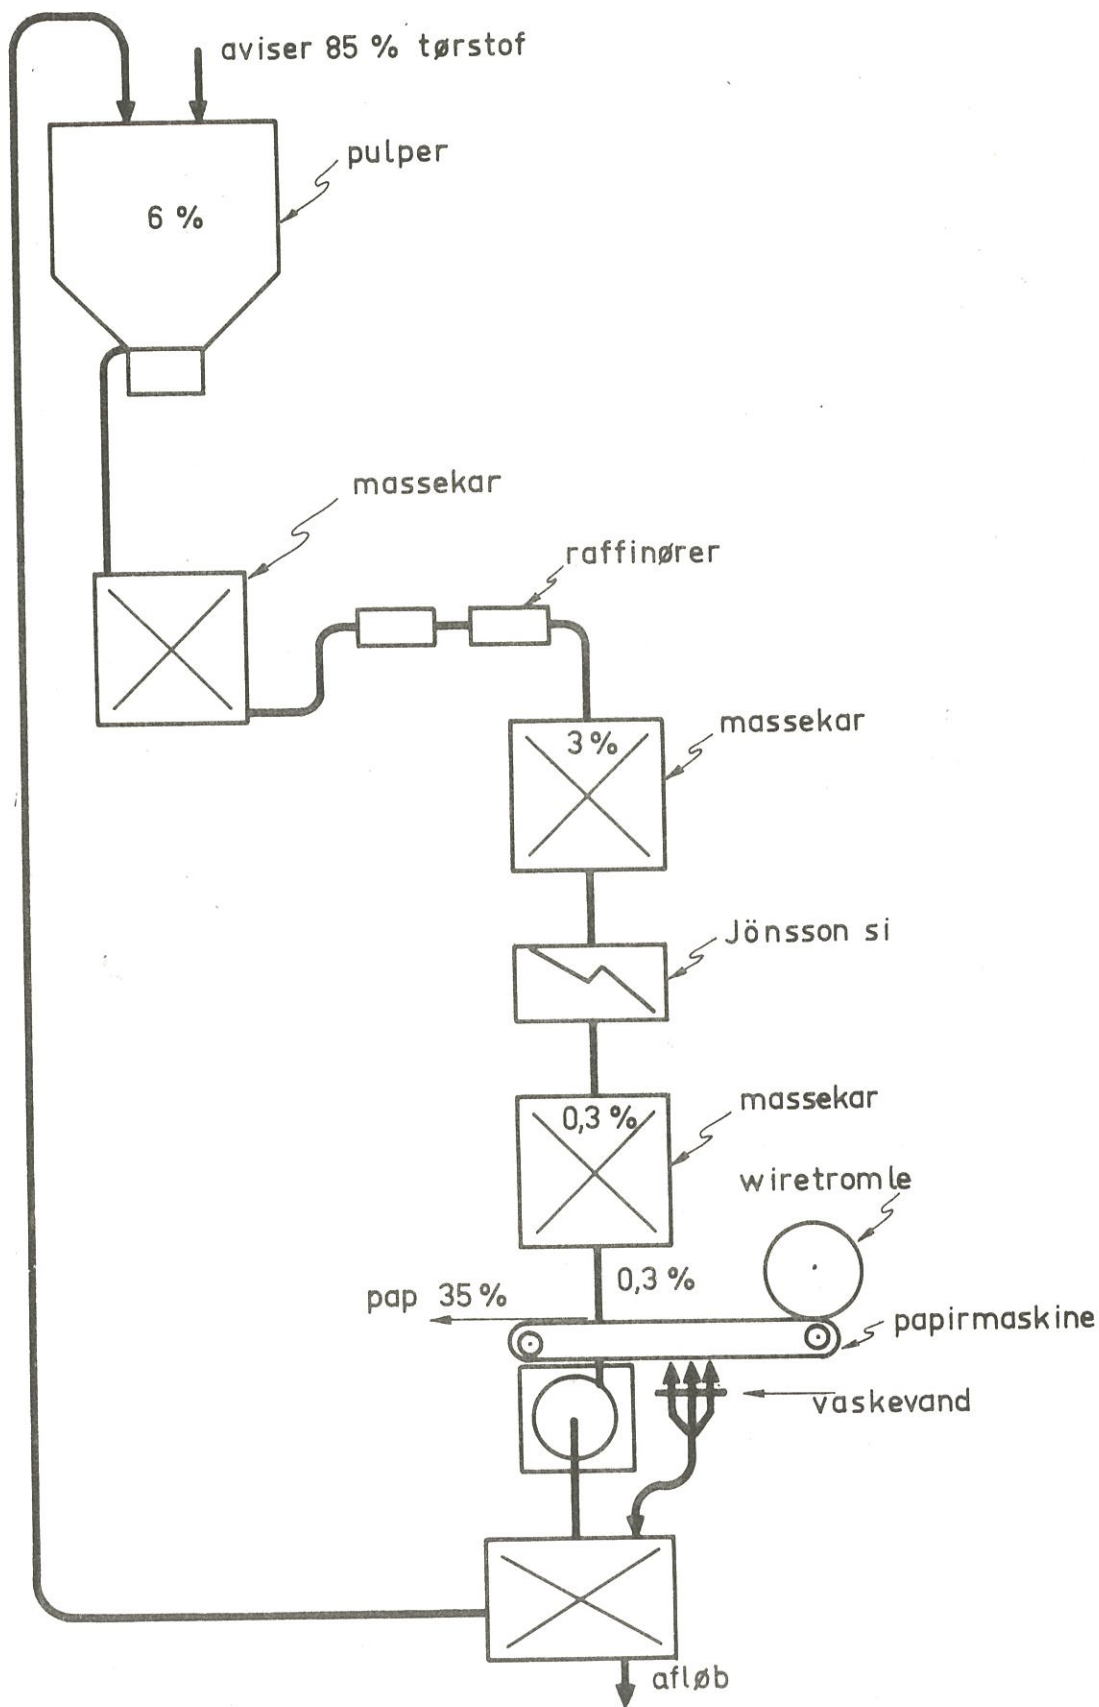 aviser 85 % tørstof
pulper
6 %
massekar
raffinører
massekar
3 %
Jönsson si
massekar
0,3 %
wiretromle
0,3 %
pap 35 %
papirmaskine
vaskevand
afløb